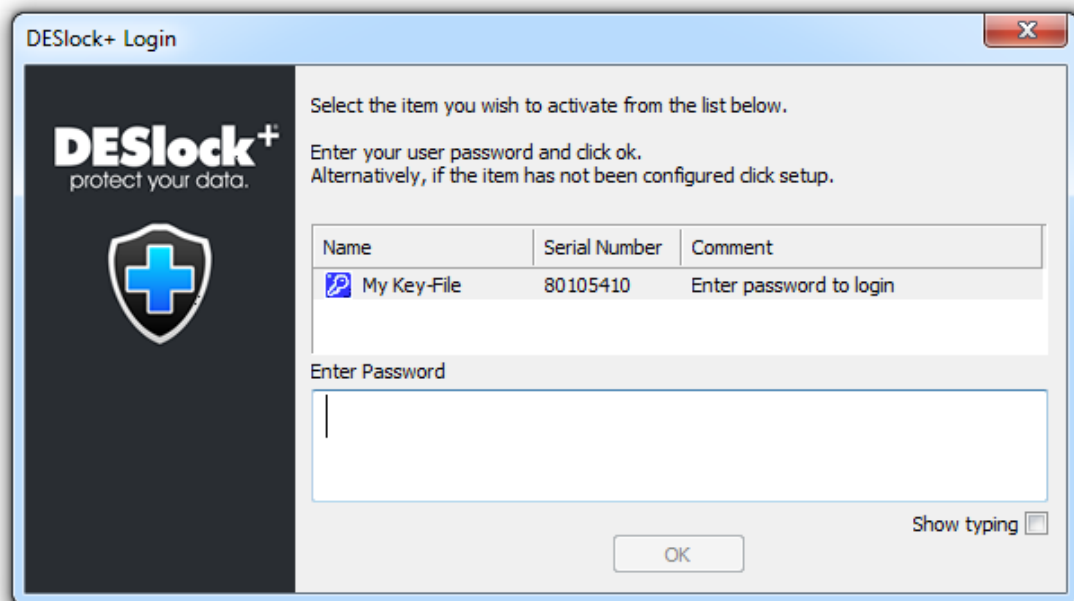 DESlock+ Login
X
DESlock+
protect your data.
Select the item you wish to activate from the list below.
Enter your user password and click ok.
Alternatively, if the item has not been configured click setup.
Name Serial Number Comment
My Key-File 80105410 Enter password to login
Enter Password
Show typing
OK